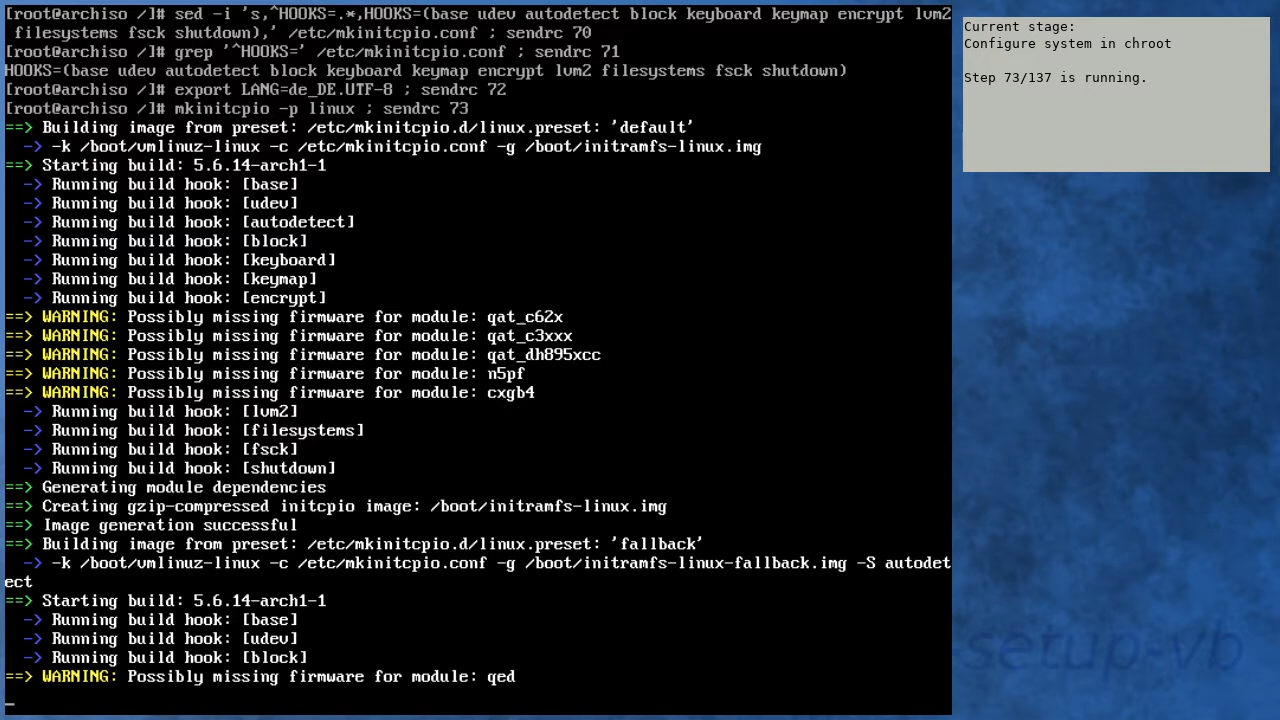 [root@archiso /]# sed -i 's,^HOOKS=.*,HOOKS=(base udev autodetect block keyboard keymap encrypt lvm2
 filesystems fsck shutdown),' /etc/mkinitcpio.conf ; sendrc 70
[root@archiso /]# grep '^HOOKS=' /etc/mkinitcpio.conf ; sendrc 71
HOOKS=(base udev autodetect block keyboard keymap encrypt lvm2 filesystems fsck shutdown)
[root@archiso /]# export LANG=de_DE.UTF-8 ; sendrc 72
[root@archiso /]# mkinitcpio -p linux ; sendrc 73
==> Building image from preset: /etc/mkinitcpio.d/linux.preset: 'default'
  -> -k /boot/vmlinuz-linux -c /etc/mkinitcpio.conf -g /boot/initramfs-linux.img
==> Starting build: 5.6.14-arch1-1
  -> Running build hook: [base]
  -> Running build hook: [udev]
  -> Running build hook: [autodetect]
  -> Running build hook: [block]
  -> Running build hook: [keyboard]
  -> Running build hook: [keymap]
  -> Running build hook: [encrypt]
==> WARNING: Possibly missing firmware for module: qat_c62x
==> WARNING: Possibly missing firmware for module: qat_c3xxx
==> WARNING: Possibly missing firmware for module: qat_dh895xcc
==> WARNING: Possibly missing firmware for module: n5pf
==> WARNING: Possibly missing firmware for module: cxgb4
  -> Running build hook: [lvm2]
  -> Running build hook: [filesystems]
  -> Running build hook: [fsck]
  -> Running build hook: [shutdown]
==> Generating module dependencies
==> Creating gzip-compressed initcpio image: /boot/initramfs-linux.img
==> Image generation successful
==> Building image from preset: /etc/mkinitcpio.d/linux.preset: 'fallback'
  -> -k /boot/vmlinuz-linux -c /etc/mkinitcpio.conf -g /boot/initramfs-linux-fallback.img -S autodet
ect
==> Starting build: 5.6.14-arch1-1
  -> Running build hook: [base]
  -> Running build hook: [udev]
  -> Running build hook: [block]
==> WARNING: Possibly missing firmware for module: qed
Current stage:
Configure system in chroot
Step 73/137 is running.
setup-vb